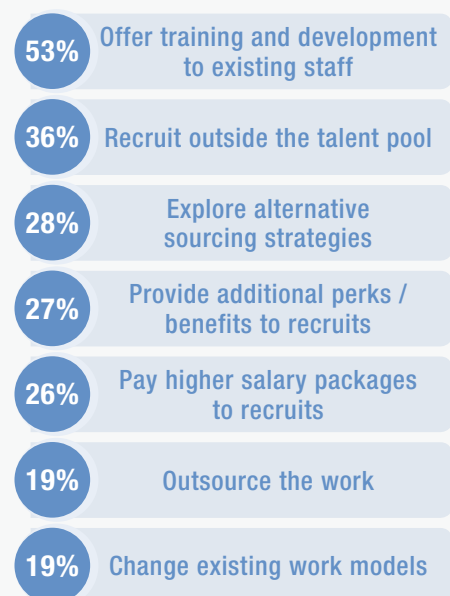 53%
Offer training and development
to existing staff
36%
Recruit outside the talent pool
28%
Explore alternative
sourcing strategies
27%
Provide additional perks /
benefits to recruits
26%
Pay higher salary packages
to recruits
19%
Outsource the work
19%
Change existing work models